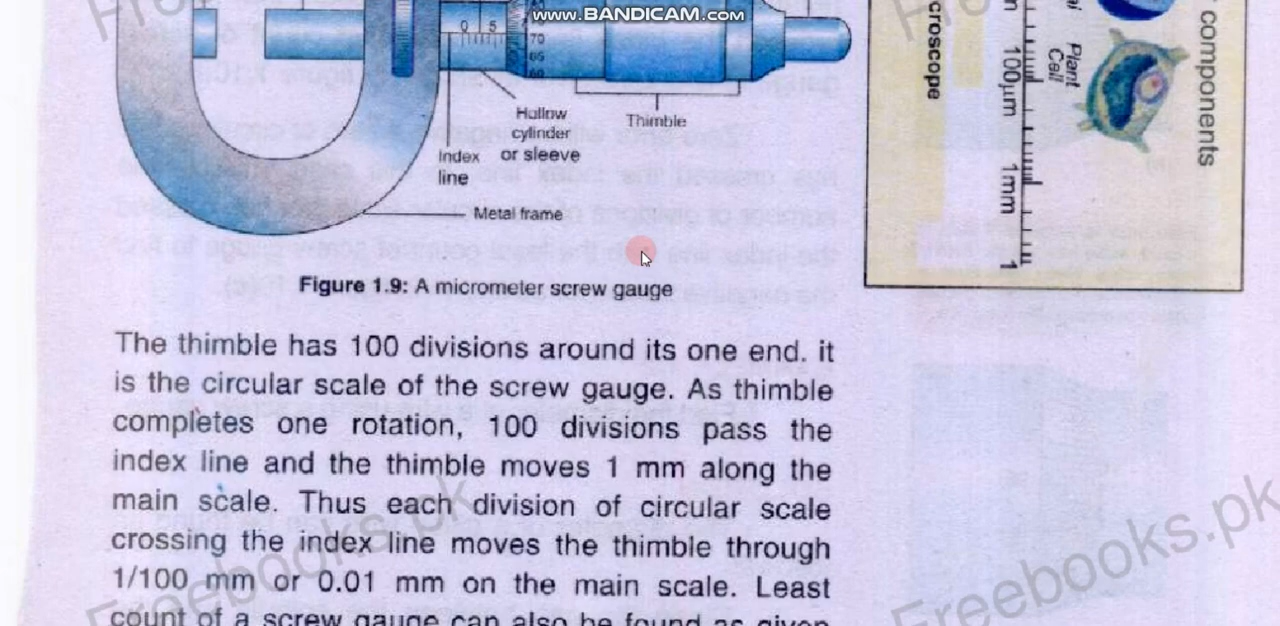 www.BANDICAM.com
0 5
70
65
60
Hollow
cylinder
or sleeve
Thimble
Index
line
Metal frame
Figure 1.9: A micrometer screw gauge
The thimble has 100 divisions around its one end. it
is the circular scale of the screw gauge. As thimble
completes one rotation, 100 divisions pass the
index line and the thimble moves 1 mm along the
main scale. Thus each division of circular scale
crossing the index line moves the thimble through
1/100 mm or 0.01 mm on the main scale. Least
count of a screw gauge can also be found as given
components
Plant
Cell
100μm
1mm
Freebooks.pk
Freebooks.pk